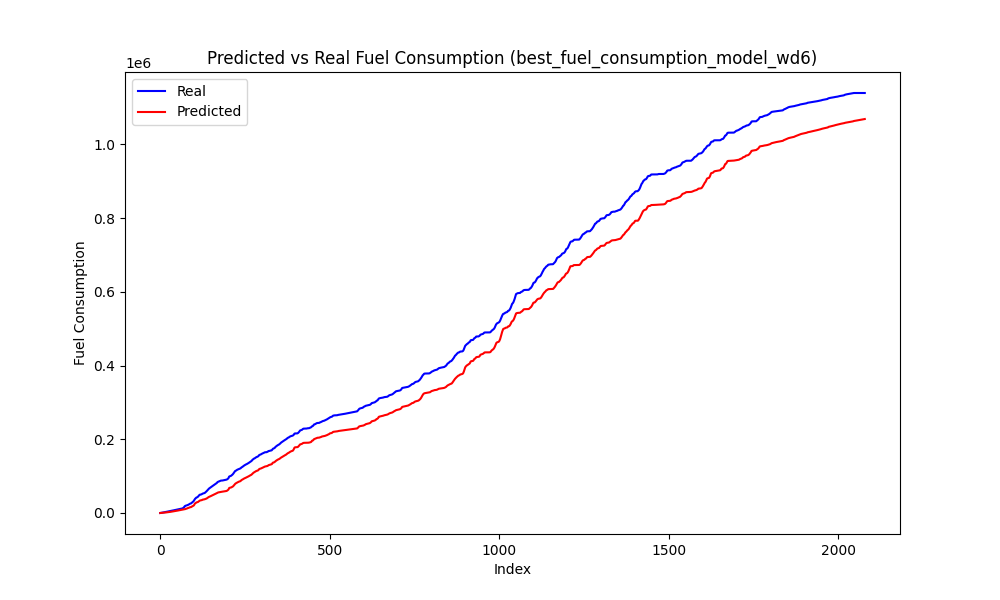 Predicted vs Real Fuel Consumption (best_fuel_consumption_model_wd6)
1e6
Real
Predicted
1.0
0.8
0.6
0.4
0.2
0.0
Fuel Consumption
0 500 1000 1500 2000
Index